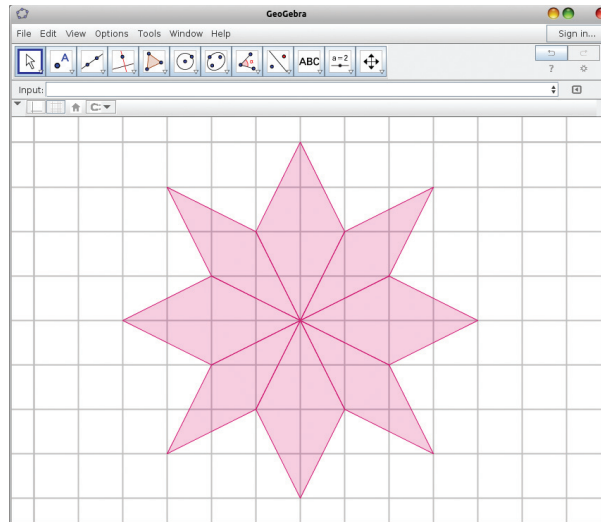 GeoGebra
File Edit View Options Tools Window Help
Sign in...
A
α
ABC
a=2
?
Input: